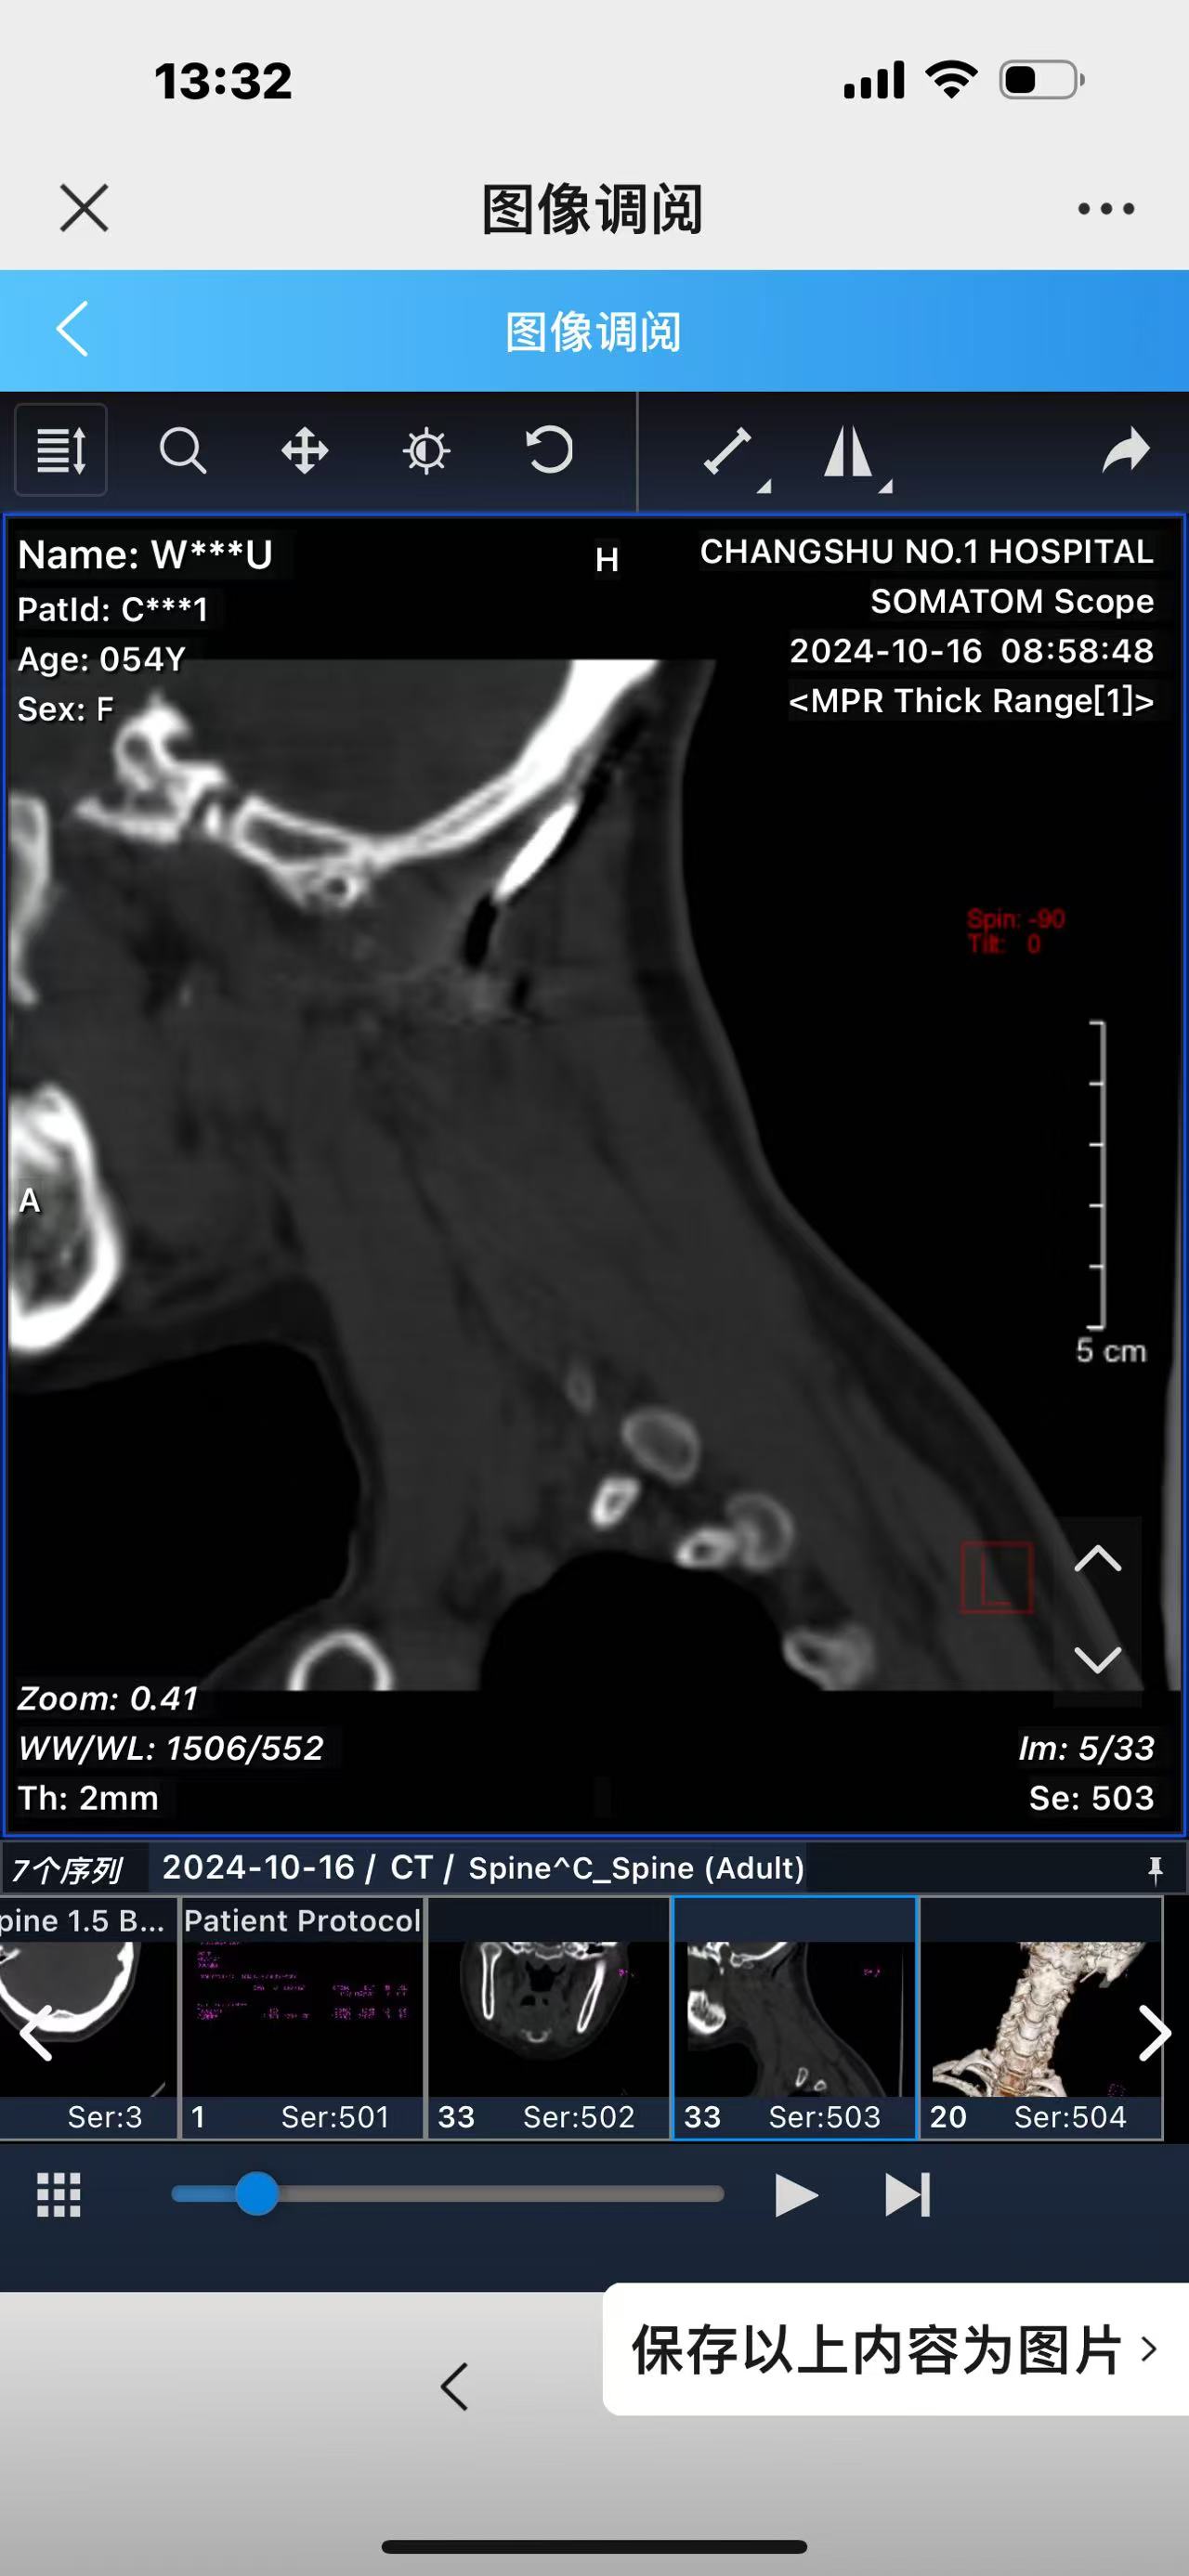 13:32
图像调阅
图像调阅
Name: W***U
PatId: C***1
Age: 054Y
Sex: F
H
CHANGSHU NO.1 HOSPITAL
SOMATOM Scope
2024-10-16 08:58:48
<MPR Thick Range[1]>
Spin: -90
Tilt: 0
A
5 cm
L
Zoom: 0.41
WW/WL: 1506/552
Th: 2mm
Im: 5/33
Se: 503
7个序列
2024-10-16 / CT / Spine^C_Spine (Adult)
pine 1.5 B...
Patient Protocol
Ser:3
1 Ser:501
33 Ser:502
33 Ser:503
20 Ser:504
保存以上内容为图片